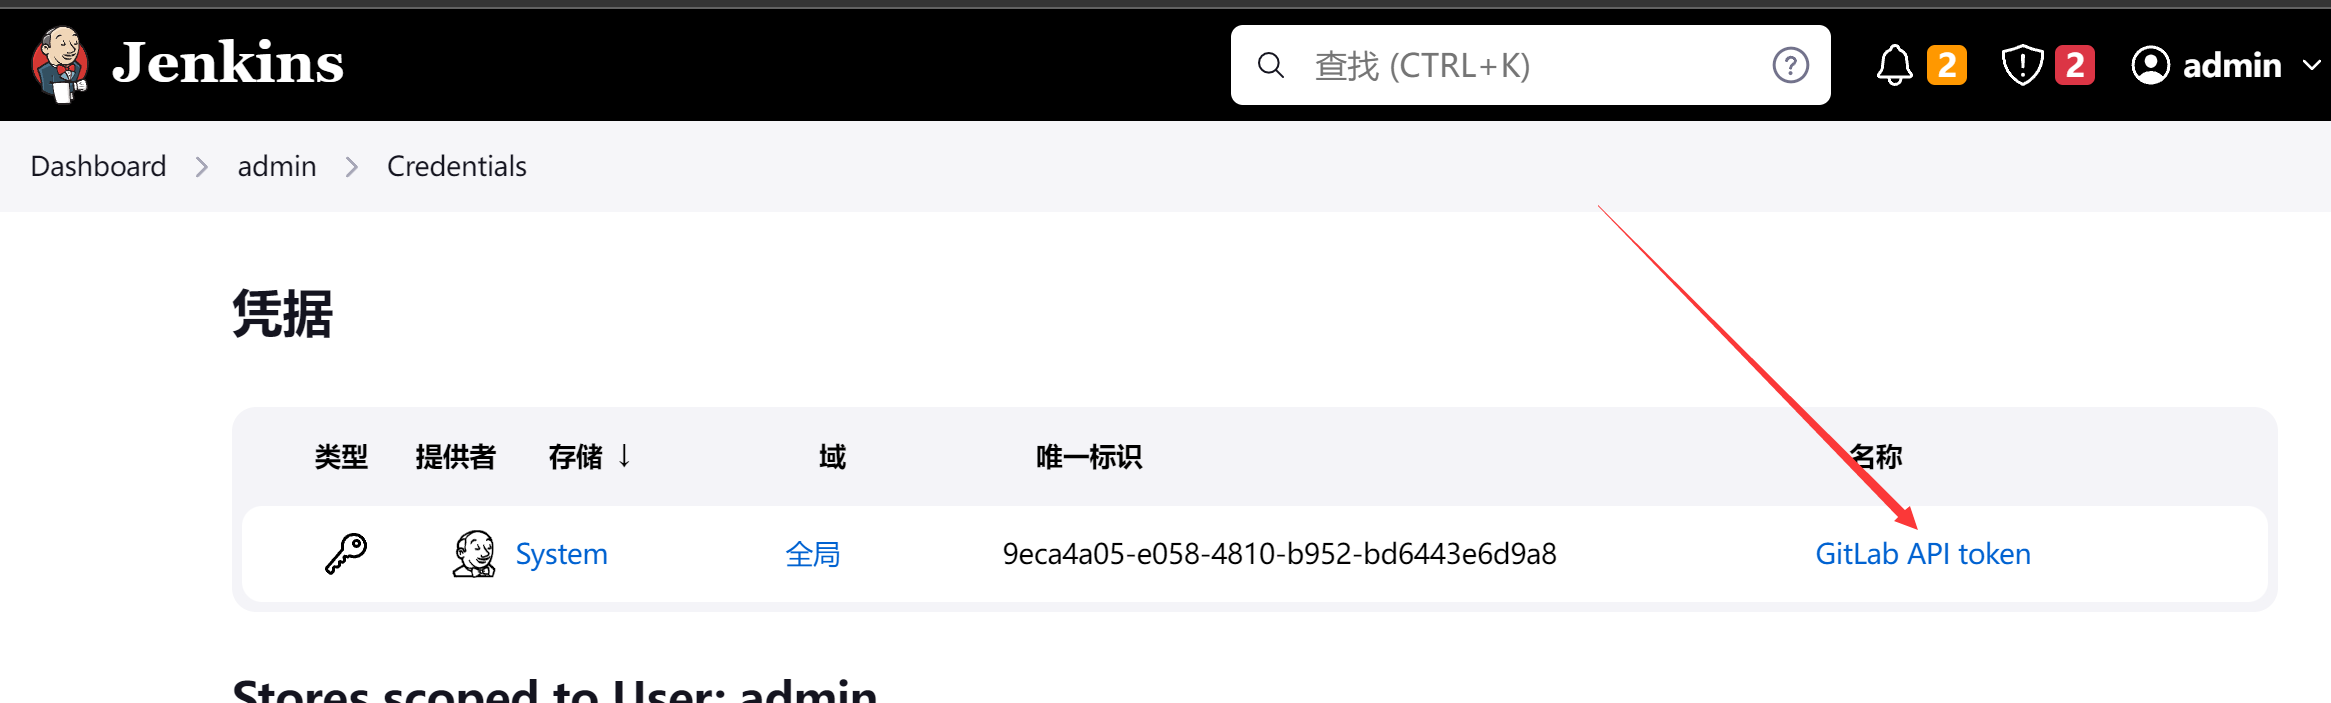 Jenkins 查找 (CTRL+K) ? 2 2 admin
Dashboard > admin > Credentials
凭据
类型 提供者 存储 ↓ 域 唯一标识 名称
System 全局 9eca4a05-e058-4810-b952-bd6443e6d9a8 GitLab API token
Stores scoped to User: admin